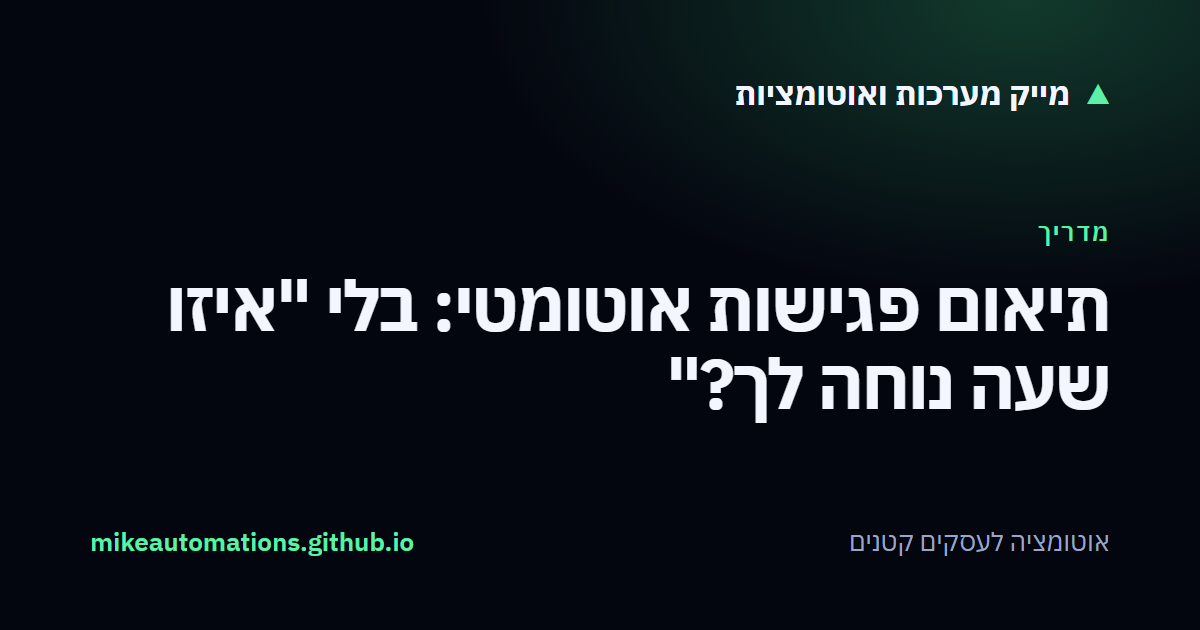 מייק מערכות ואוטומציות
מדריך
תיאום פגישות אוטומטי: בלי "איזו
שעה נוחה לך?"
אוטומציה לעסקים קטנים
mikeautomations.github.io